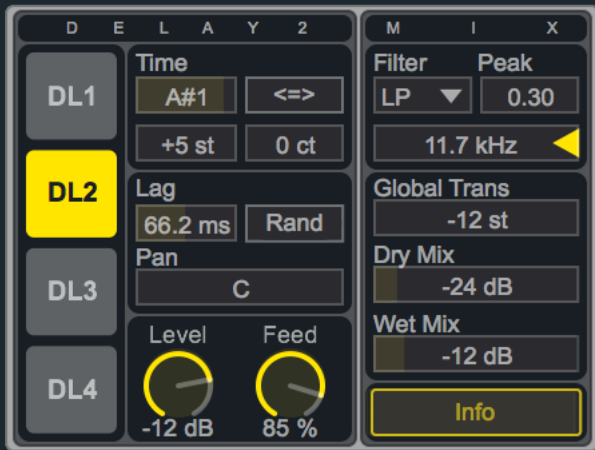 D E L A Y 2
DL1
DL2
DL3
DL4
Time
A#1 <=>
+5 st 0 ct
Lag
66.2 ms Rand
Pan
C
Level Feed
-12 dB 85 %
M I X
Filter Peak
LP 0.30
11.7 kHz
Global Trans
-12 st
Dry Mix
-24 dB
Wet Mix
-12 dB
Info